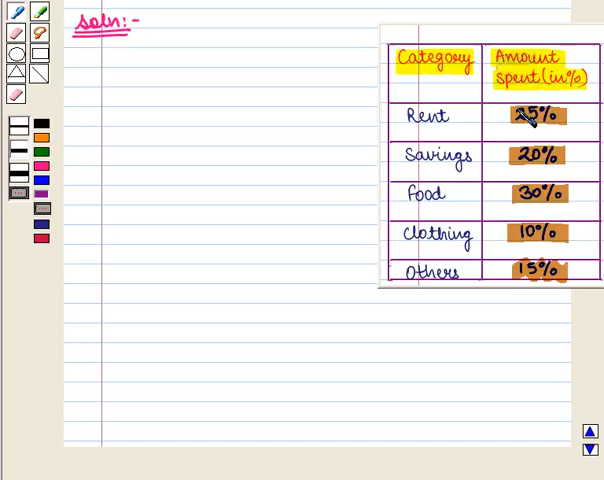 Soln:-
Category Amount spent (in %)
Rent 25%
Savings 20%
Food 30%
Clothing 10%
Others 15%